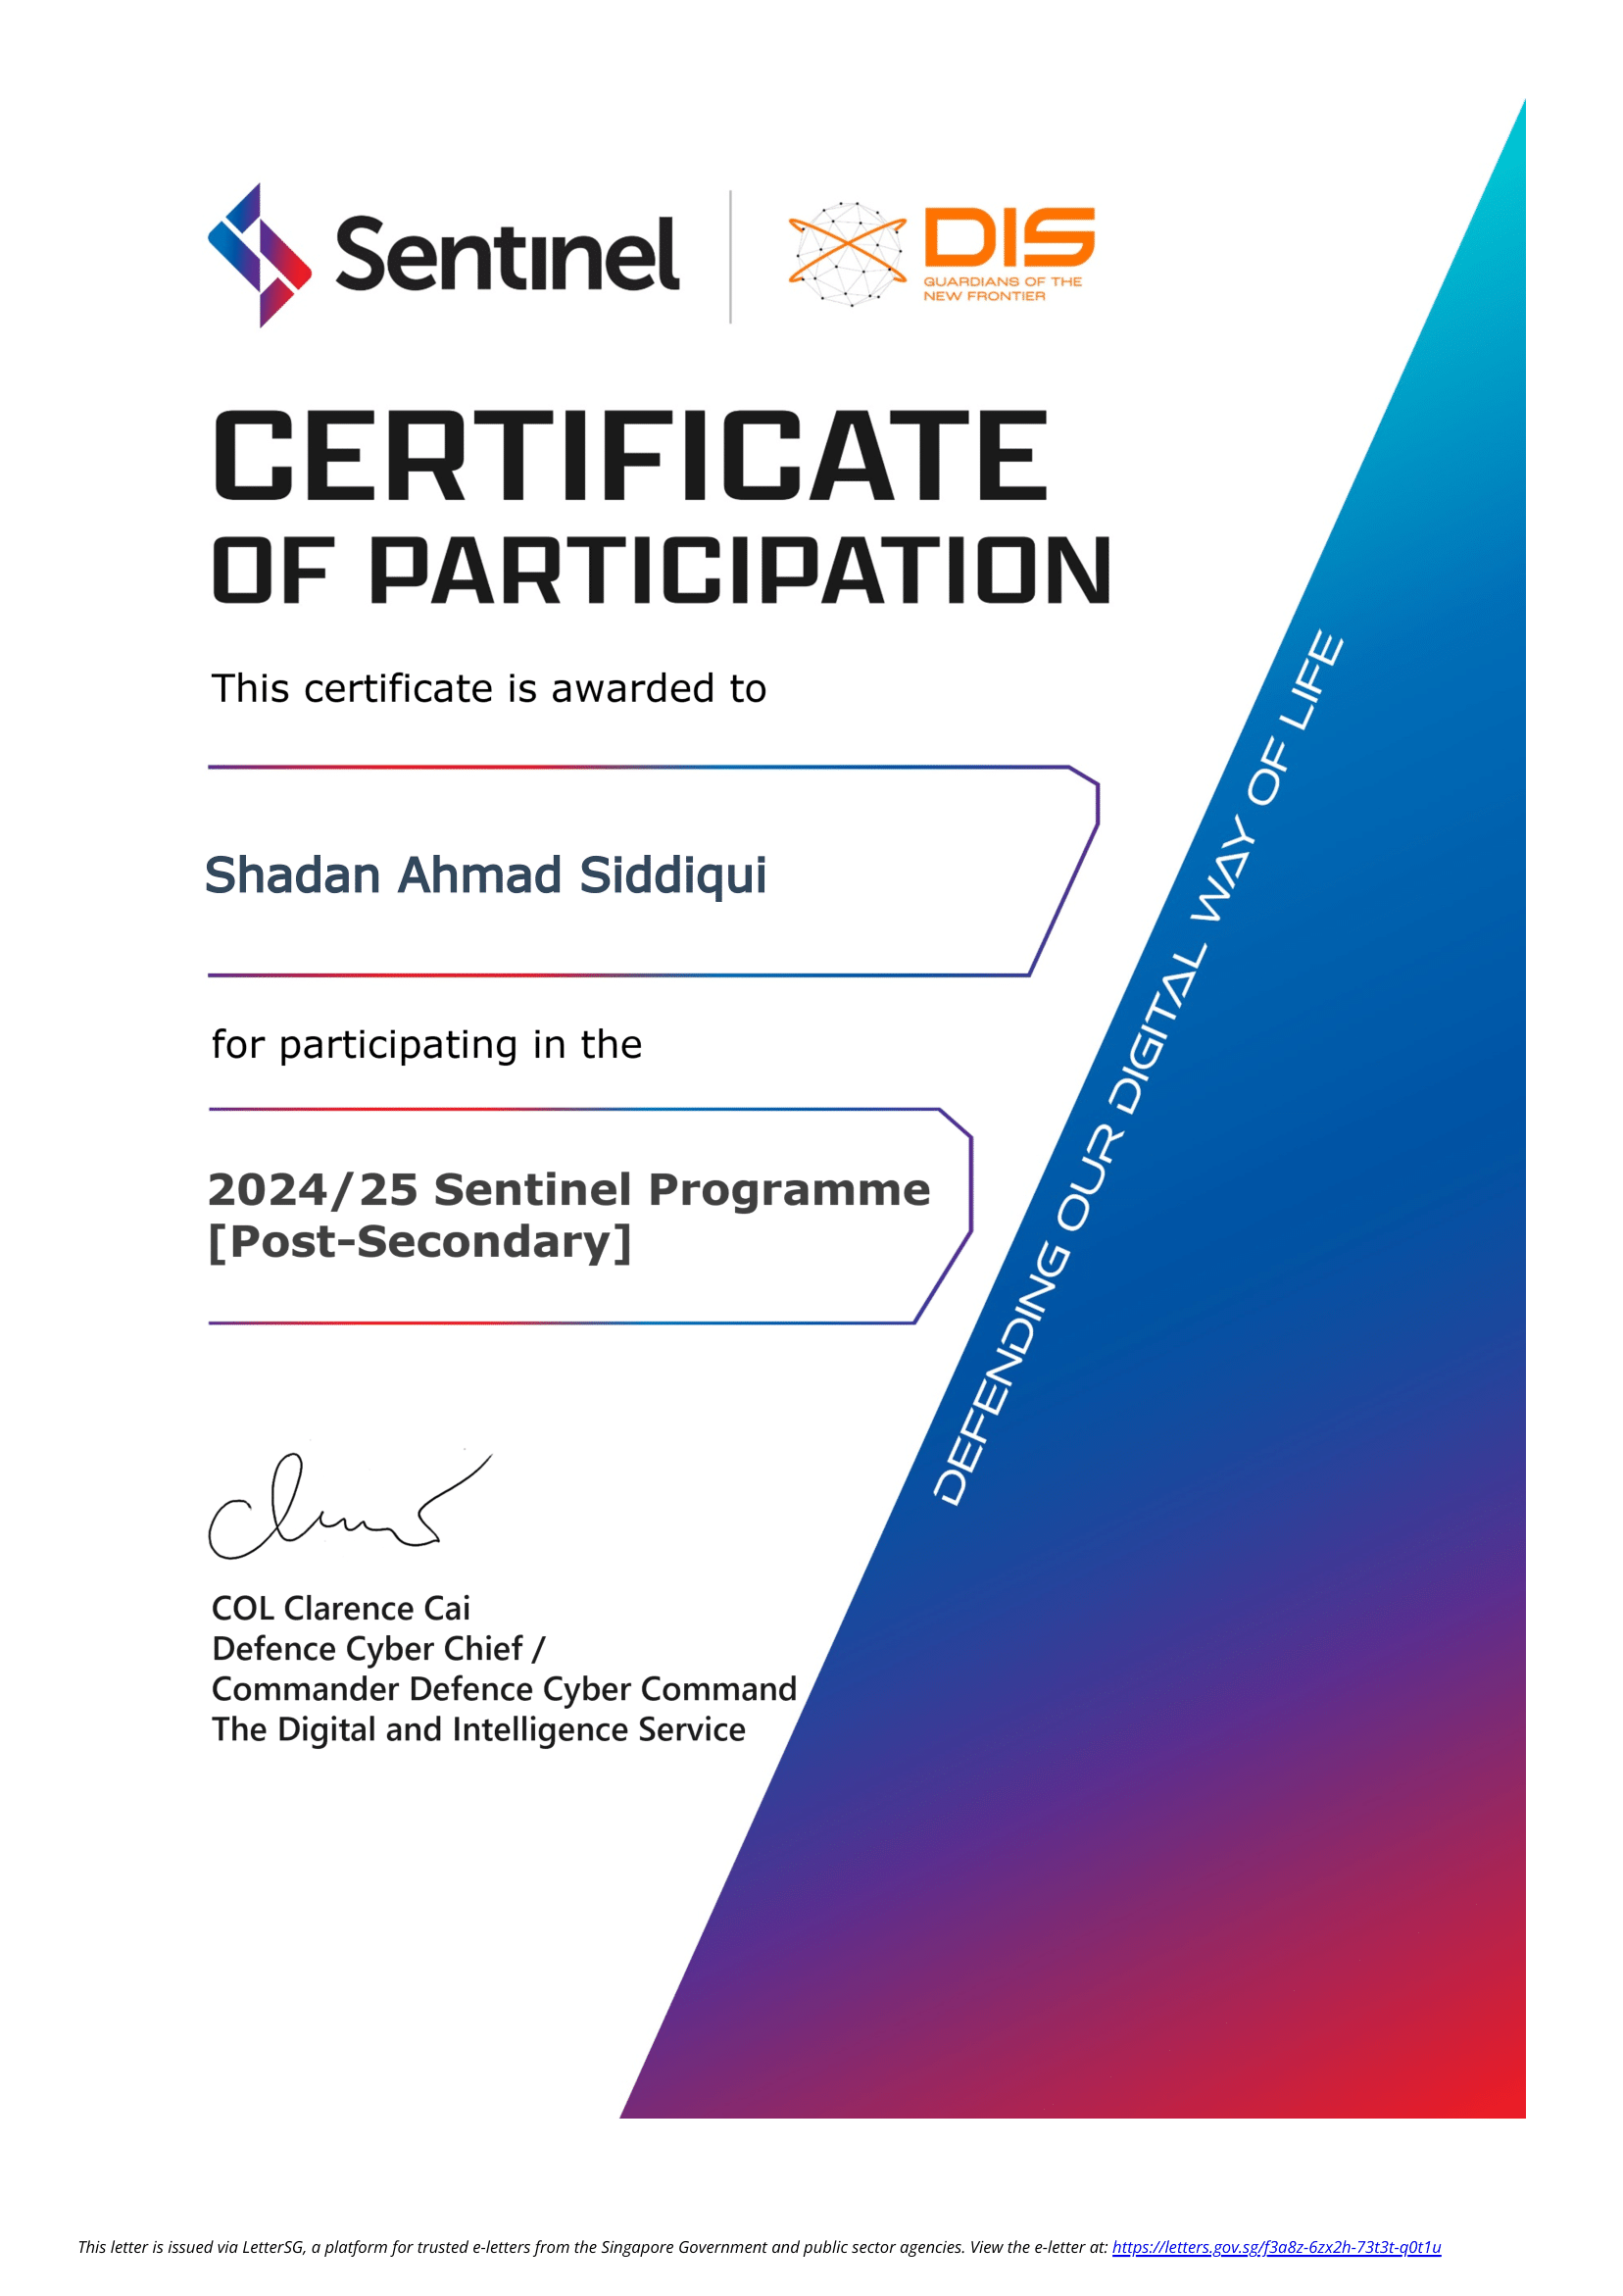 Sentinel
DIS
GUARDIANS OF THE
NEW FRONTIER
CERTIFICATE
OF PARTICIPATION
This certificate is awarded to
Shadan Ahmad Siddiqui
for participating in the
2024/25 Sentinel Programme
[Post-Secondary]
DEFENDING OUR DIGITAL WAY OF LIFE
COL Clarence Cai
Defence Cyber Chief /
Commander Defence Cyber Command
The Digital and Intelligence Service
This letter is issued via LetterSG, a platform for trusted e-letters from the Singapore Government and public sector agencies. View the e-letter at: https://letters.gov.sg/f3a8z-6zx2h-73t3t-q0t1u